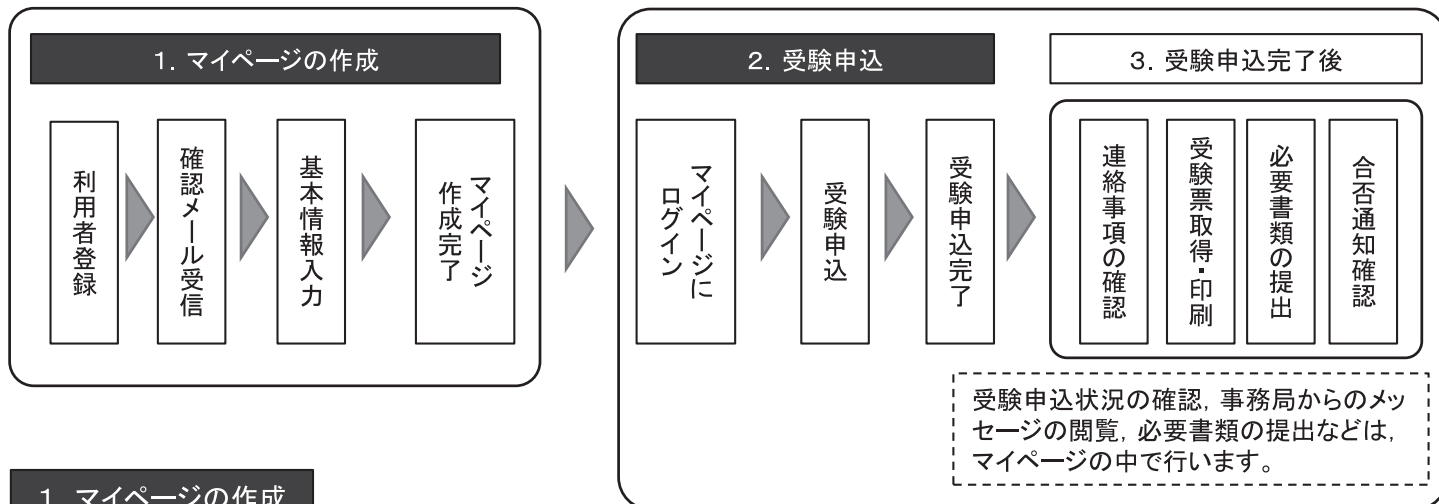 1．マイページの作成
利用者登録
確認メール受信
基本情報入力
マイページ
作成完了
2．受験申込
マイページに
ログイン
受験申込
受験申込完了
3．受験申込完了後
連絡事項の確認
受験票取得・印刷
必要書類の提出
合否通知確認
受験申込状況の確認，事務局からのメッ
セージの閲覧，必要書類の提出などは，
マイページの中で行います。
1．マイページの作成